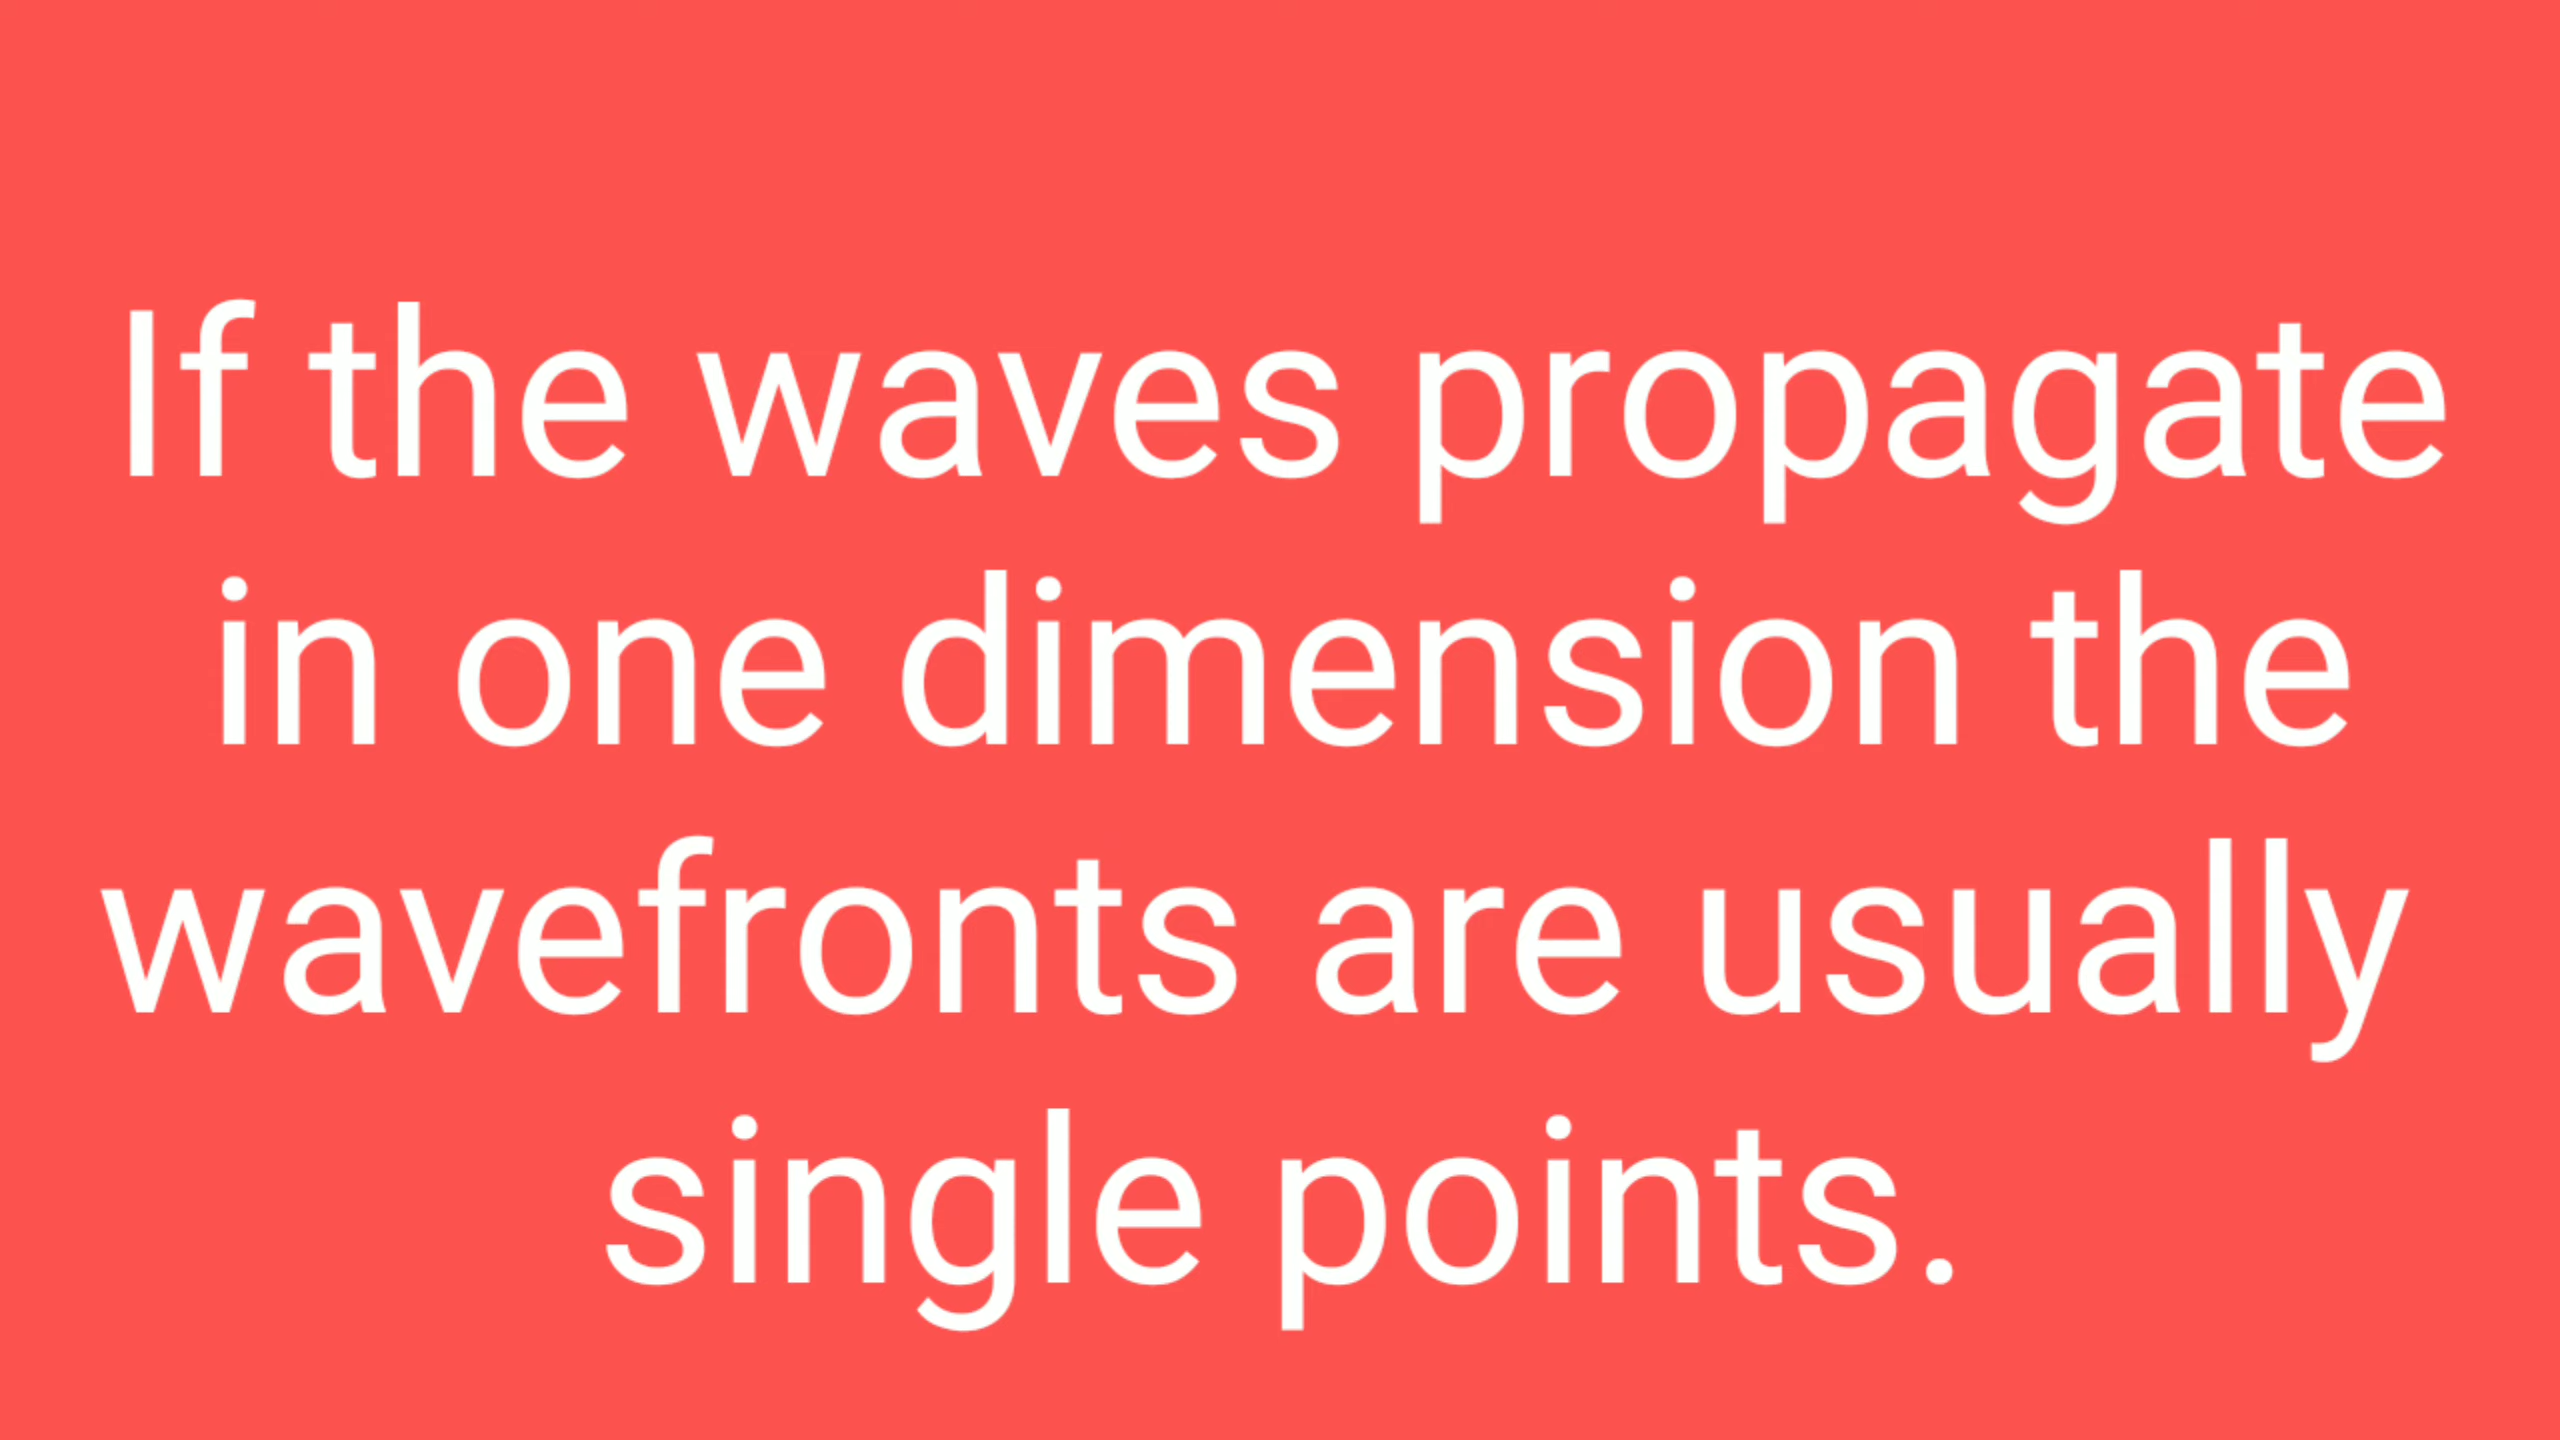 If the waves propagate
in one dimension the
wavefronts are usually
single points.